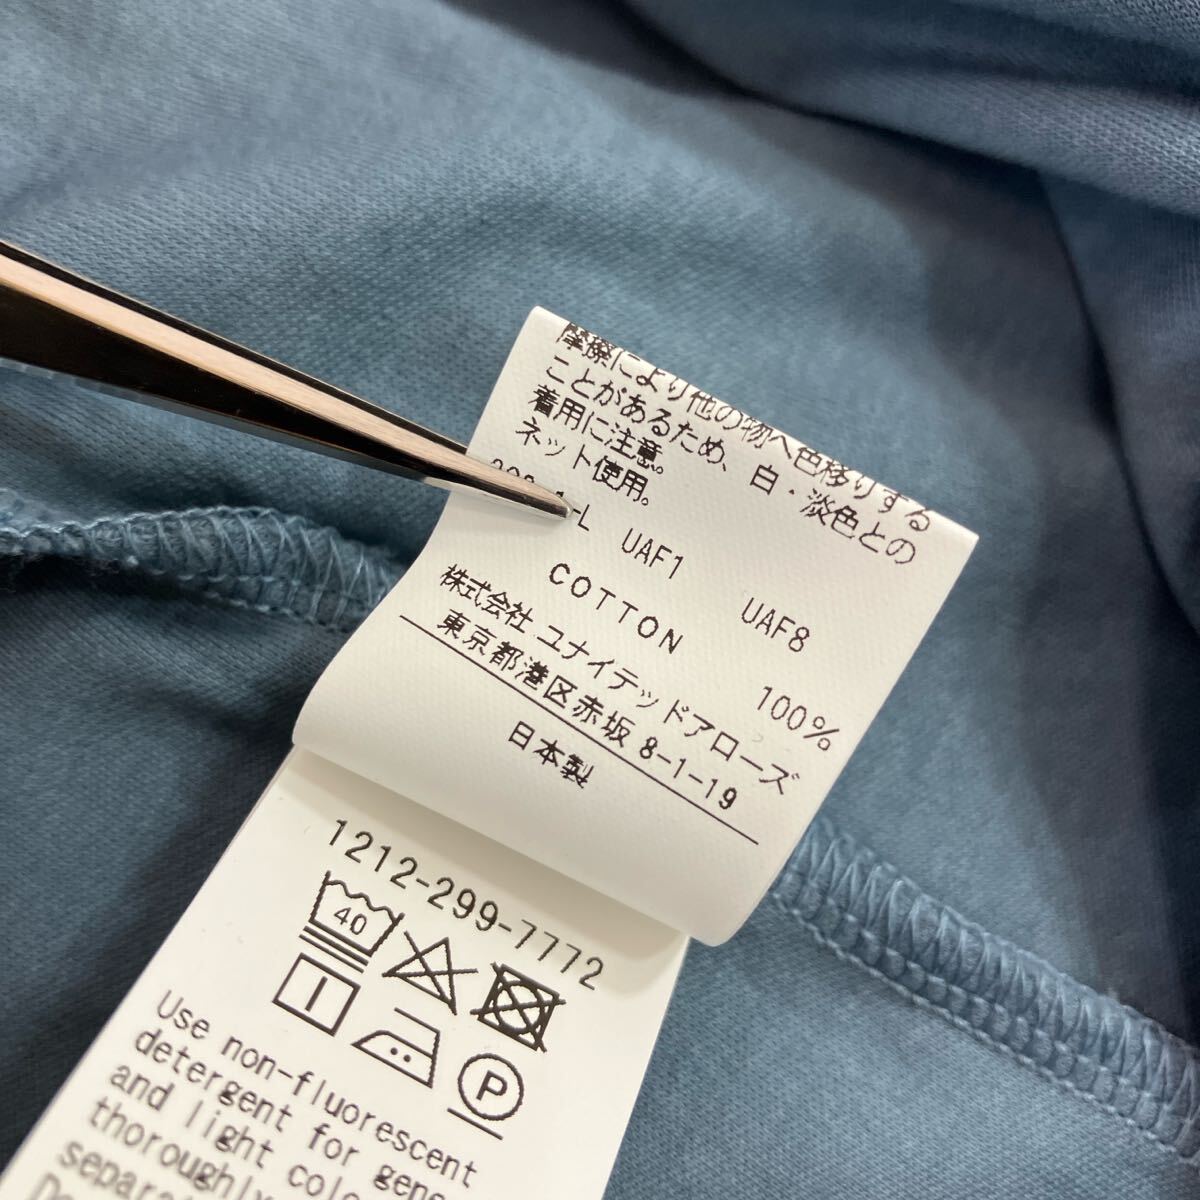 摩擦により他の物へ色移りする
ことがあるため、白・淡色との
着用に注意。
ネット使用。
-L UAF1 UAF8
COTTON 100%
株式会社 ユナイテッドアローズ
東京都港区赤坂 8-1-19
日本製
1212-299-7772
40
P
Use non-fluorescent
detergent for
and light
thoroughly